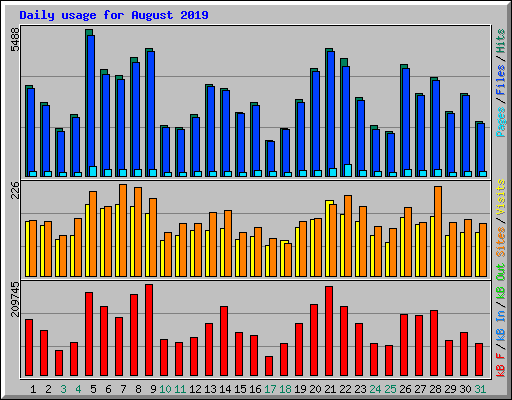 Daily usage for August 2019
5488
Pages / Files / Hits
226
Sites / Visits
209745
kB F / kB In / kB Out
1 2 3 4 5 6 7 8 9 10 11 12 13 14 15 16 17 18 19 20 21 22 23 24 25 26 27 28 29 30 31